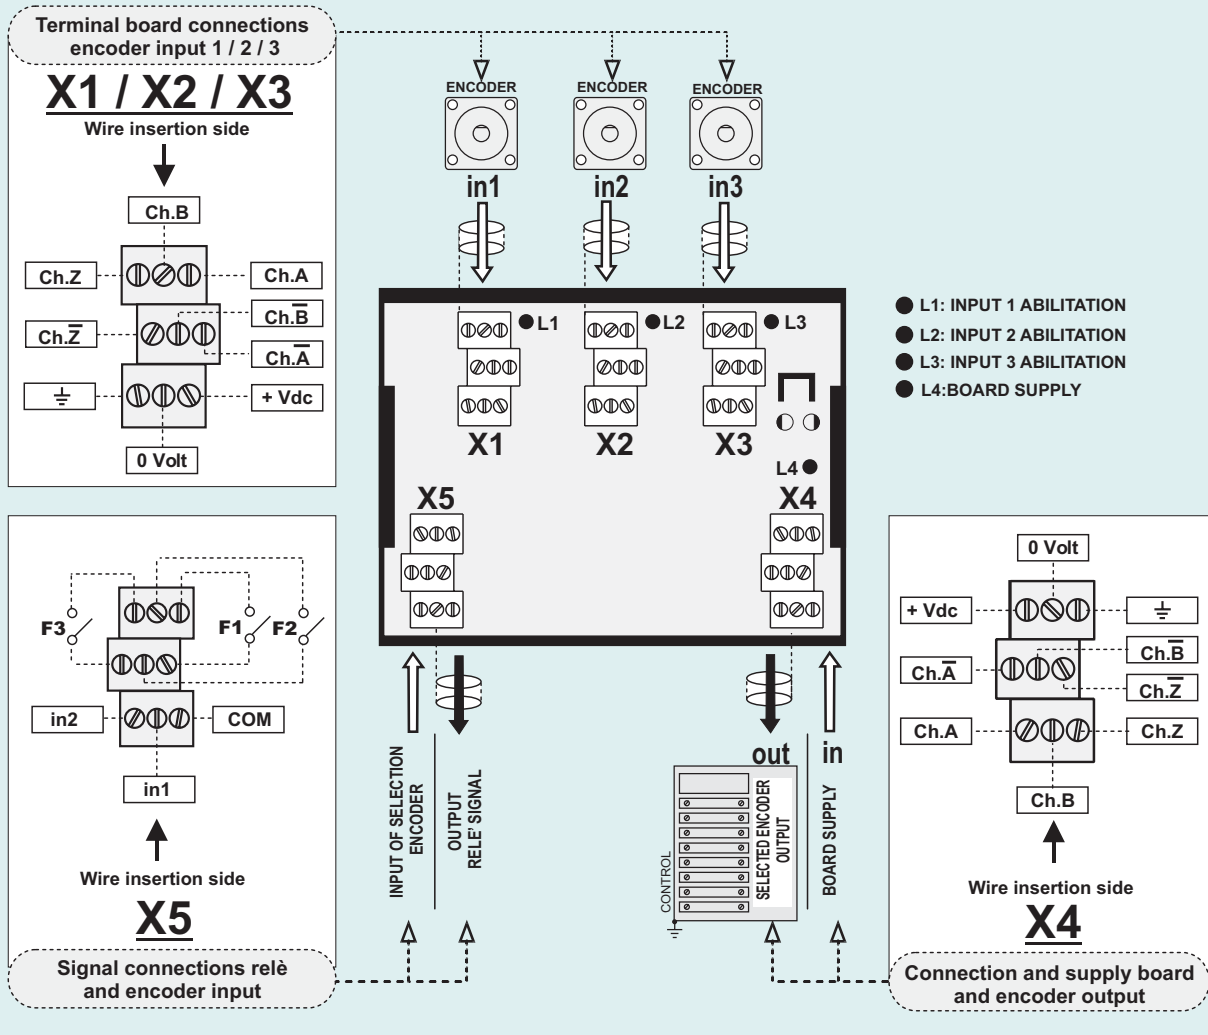 Terminal board connections
encoder input 1 / 2 / 3
X1 / X2 / X3
Wire insertion side
Ch.B
Ch.Z
Ch.A
Ch.B̅
Ch.Z̅
Ch.A̅
+ Vdc
0 Volt
ENCODER
ENCODER
ENCODER
in1
in2
in3
L1
L2
L3
X1
X2
X3
L4
X5
X4
L1: INPUT 1 ABILITATION
L2: INPUT 2 ABILITATION
L3: INPUT 3 ABILITATION
L4:BOARD SUPPLY
F3
F1
F2
in2
COM
in1
Wire insertion side
X5
Signal connections relè
and encoder input
INPUT OF SELECTION
ENCODER
OUTPUT
RELE' SIGNAL
out
in
CONTROL
SELECTED ENCODER
OUTPUT
BOARD SUPPLY
0 Volt
+ Vdc
Ch.B̅
Ch.A̅
Ch.Z̅
Ch.A
Ch.Z
Ch.B
Wire insertion side
X4
Connection and supply board
and encoder output